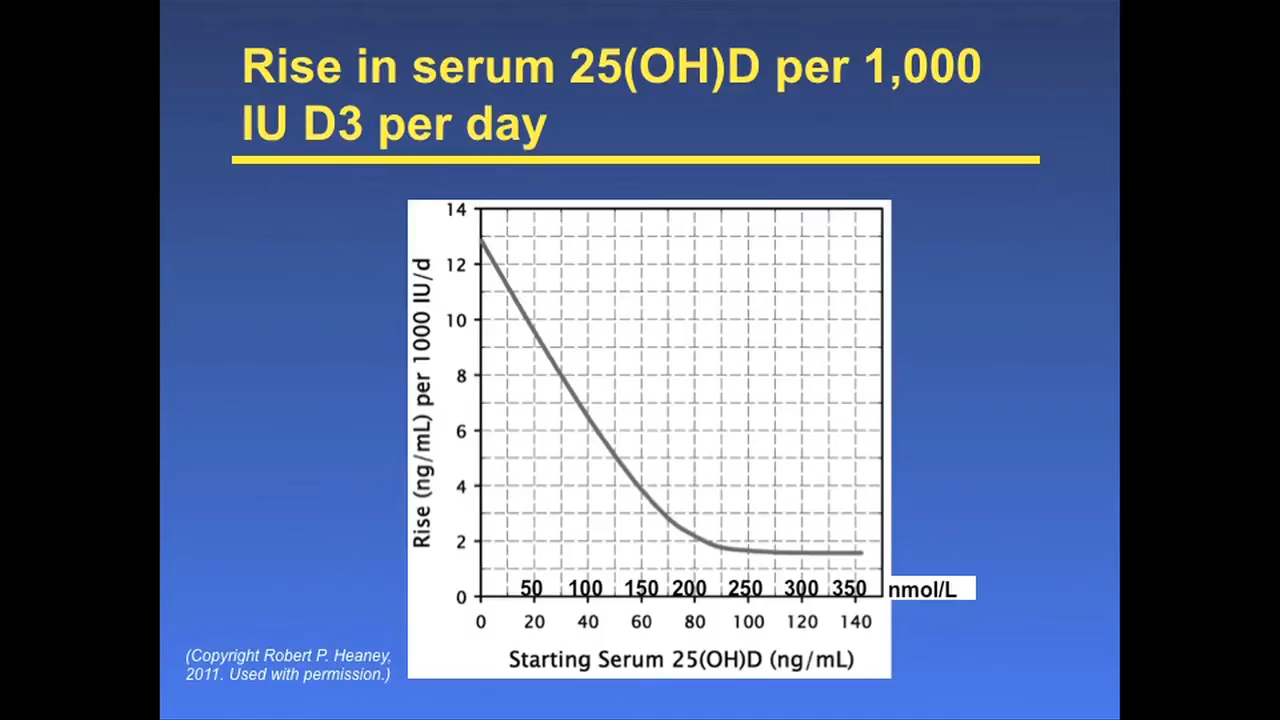 Rise in serum 25(OH)D per 1,000
IU D3 per day
14
12
10
8
6
4
2
0
Rise (ng/mL) per 1000 IU/d
50 100 150 200 250 300 350 nmol/L
0 20 40 60 80 100 120 140
Starting Serum 25(OH)D (ng/mL)
(Copyright Robert P. Heaney,
2011. Used with permission.)